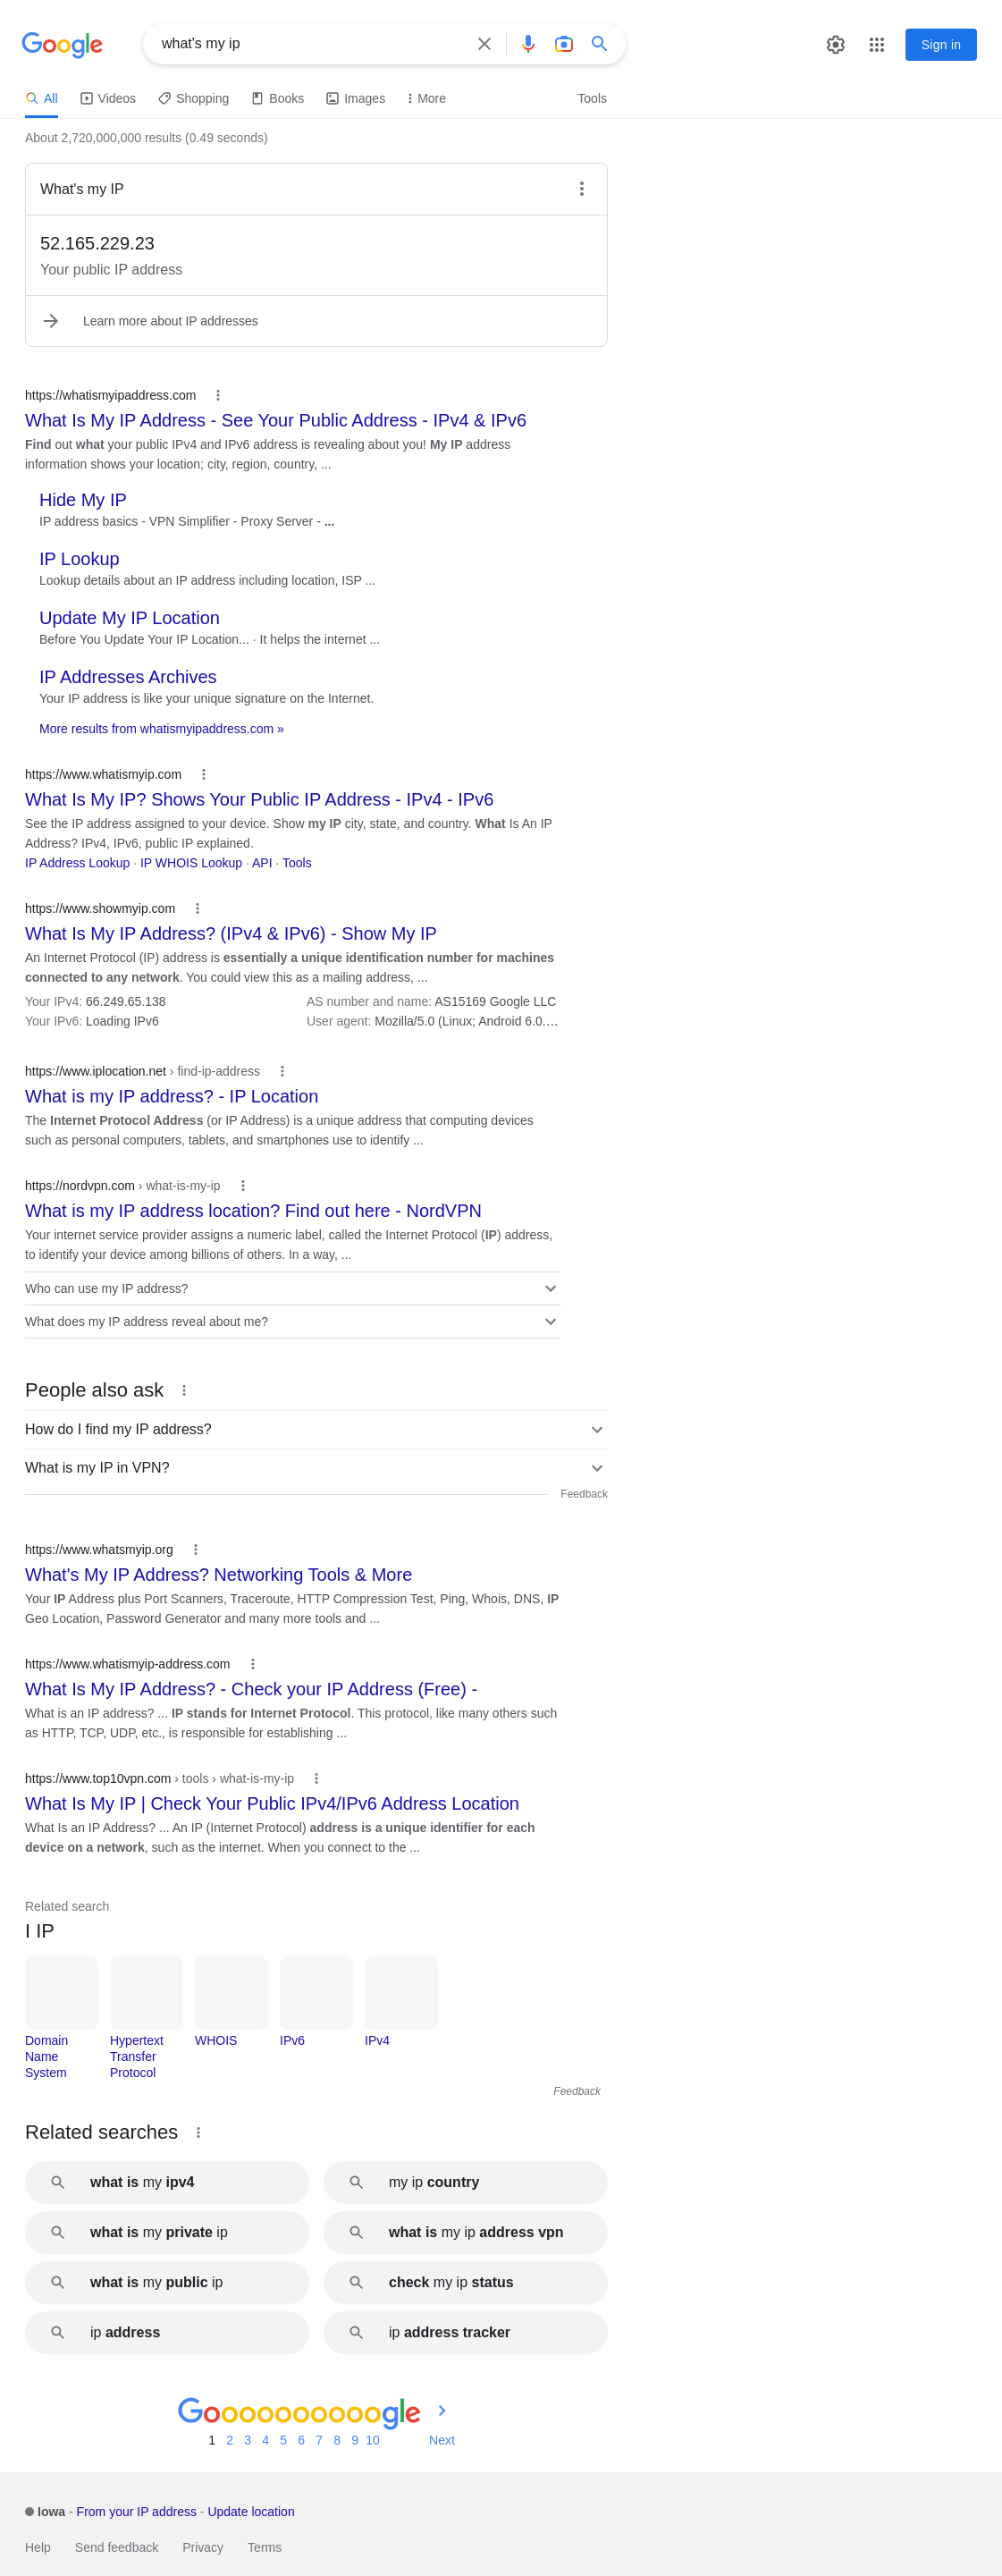 Google
what's my ip
Sign in
All
Videos
Shopping
Books
Images
More
Tools
About 2,720,000,000 results (0.49 seconds)
What's my IP
52.165.229.23
Your public IP address
Learn more about IP addresses
https://whatismyipaddress.com
What Is My IP Address - See Your Public Address - IPv4 & IPv6
Find out what your public IPv4 and IPv6 address is revealing about you! My IP address
information shows your location; city, region, country, ...
Hide My IP
IP address basics - VPN Simplifier - Proxy Server - ...
IP Lookup
Lookup details about an IP address including location, ISP ...
Update My IP Location
Before You Update Your IP Location... · It helps the internet ...
IP Addresses Archives
Your IP address is like your unique signature on the Internet.
More results from whatismyipaddress.com »
https://www.whatismyip.com
What Is My IP? Shows Your Public IP Address - IPv4 - IPv6
See the IP address assigned to your device. Show my IP city, state, and country. What Is An IP
Address? IPv4, IPv6, public IP explained.
IP Address Lookup · IP WHOIS Lookup · API · Tools
https://www.showmyip.com
What Is My IP Address? (IPv4 & IPv6) - Show My IP
An Internet Protocol (IP) address is essentially a unique identification number for machines
connected to any network. You could view this as a mailing address, ...
Your IPv4: 66.249.65.138
AS number and name: AS15169 Google LLC
Your IPv6: Loading IPv6
User agent: Mozilla/5.0 (Linux; Android 6.0....
https://www.iplocation.net › find-ip-address
What is my IP address? - IP Location
The Internet Protocol Address (or IP Address) is a unique address that computing devices
such as personal computers, tablets, and smartphones use to identify ...
https://nordvpn.com › what-is-my-ip
What is my IP address location? Find out here - NordVPN
Your internet service provider assigns a numeric label, called the Internet Protocol (IP) address,
to identify your device among billions of others. In a way, ...
Who can use my IP address?
What does my IP address reveal about me?
People also ask
How do I find my IP address?
What is my IP in VPN?
Feedback
https://www.whatsmyip.org
What's My IP Address? Networking Tools & More
Your IP Address plus Port Scanners, Traceroute, HTTP Compression Test, Ping, Whois, DNS, IP
Geo Location, Password Generator and many more tools and ...
https://www.whatismyip-address.com
What Is My IP Address? - Check your IP Address (Free) -
What is an IP address? ... IP stands for Internet Protocol. This protocol, like many others such
as HTTP, TCP, UDP, etc., is responsible for establishing ...
https://www.top10vpn.com › tools › what-is-my-ip
What Is My IP | Check Your Public IPv4/IPv6 Address Location
What Is an IP Address? ... An IP (Internet Protocol) address is a unique identifier for each
device on a network, such as the internet. When you connect to the ...
Related search
I IP
Domain
Name
System
Hypertext
Transfer
Protocol
WHOIS
IPv6
IPv4
Feedback
Related searches
what is my ipv4
my ip country
what is my private ip
what is my ip address vpn
what is my public ip
check my ip status
ip address
ip address tracker
Goooooooooogle
1 2 3 4 5 6 7 8 9 10 Next
Iowa - From your IP address - Update location
Help
Send feedback
Privacy
Terms